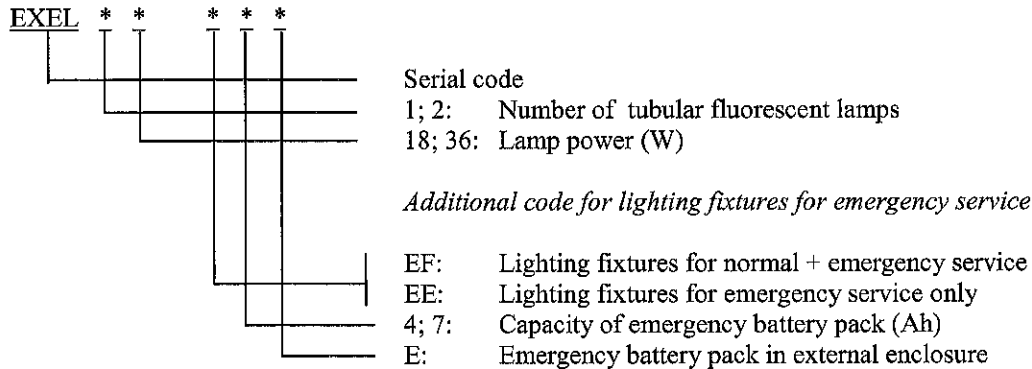 EXEL * * * * *
Serial code
1; 2: Number of tubular fluorescent lamps
18; 36: Lamp power (W)
Additional code for lighting fixtures for emergency service
EF: Lighting fixtures for normal + emergency service
EE: Lighting fixtures for emergency service only
4; 7: Capacity of emergency battery pack (Ah)
E: Emergency battery pack in external enclosure